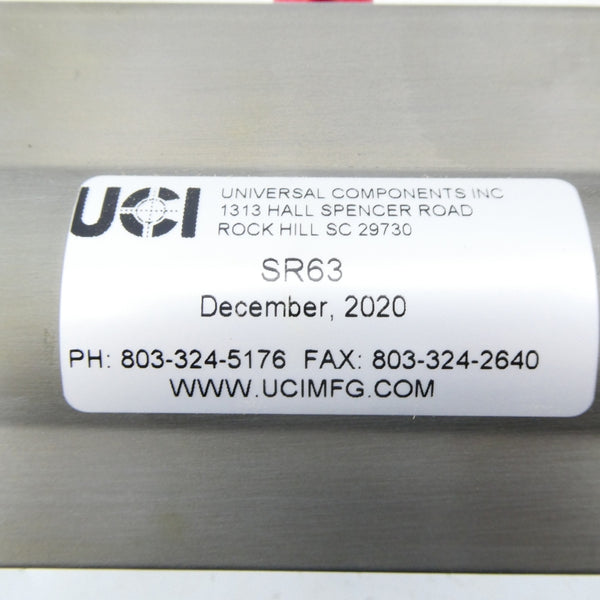 UCI
UNIVERSAL COMPONENTS INC
1313 HALL SPENCER ROAD
ROCK HILL SC 29730
SR63
December, 2020
PH: 803-324-5176 FAX: 803-324-2640
WWW.UCIMFG.COM